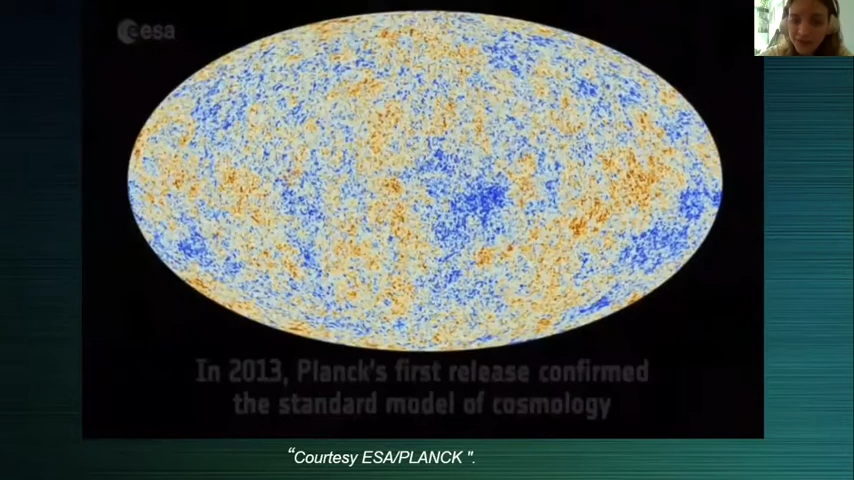 esa
In 2013, Planck's first release confirmed
the standard model of cosmology
“Courtesy ESA/PLANCK ".